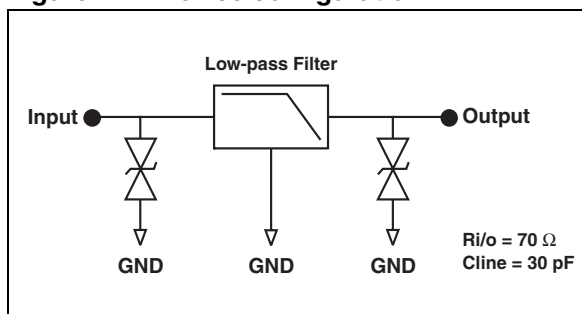 Low-pass Filter
Input
Output
Ri/o = 70 Ω
Cline = 30 pF
GND
GND
GND